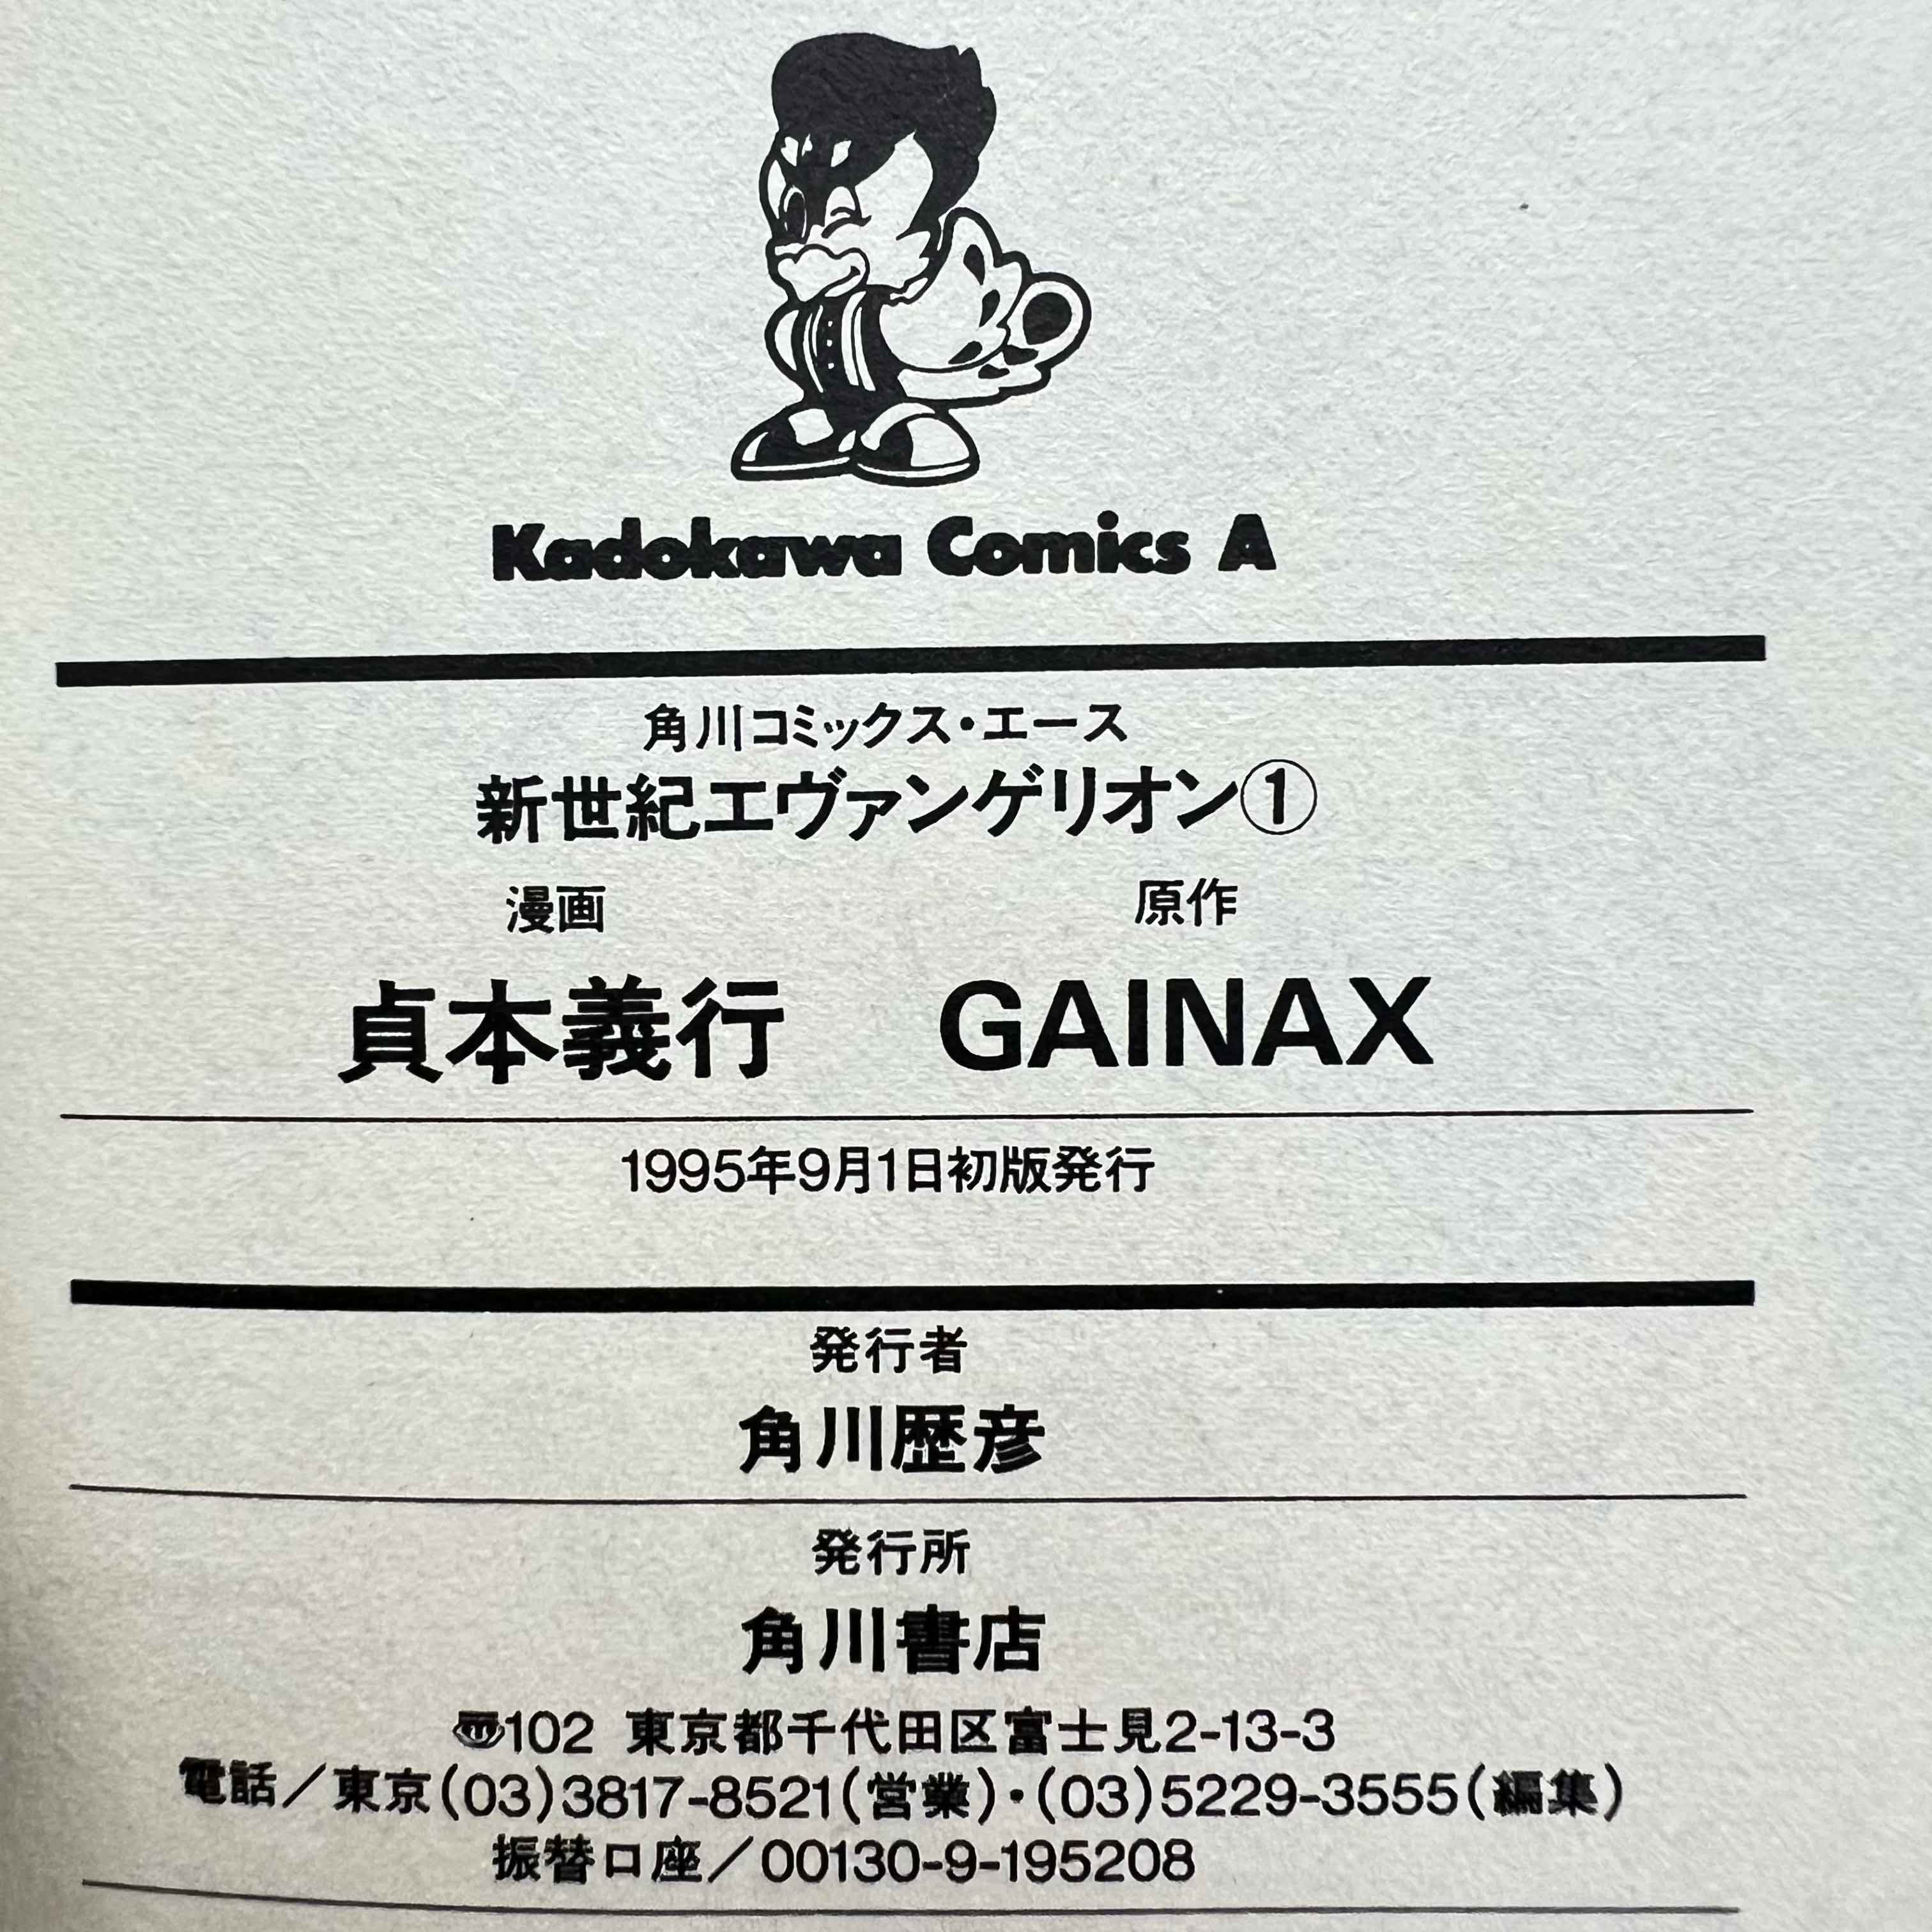 Kadokawa Comics A
角川コミックス・エース
新世紀エヴァンゲリオン①
漫画 原作
貞本義行 GAINAX
1995年9月1日初版発行
発行者
角川歴彦
発行所
角川書店
〠102 東京都千代田区富士見2-13-3
電話／東京(03)3817-8521(営業)・(03)5229-3555(編集)
振替口座／00130-9-195208